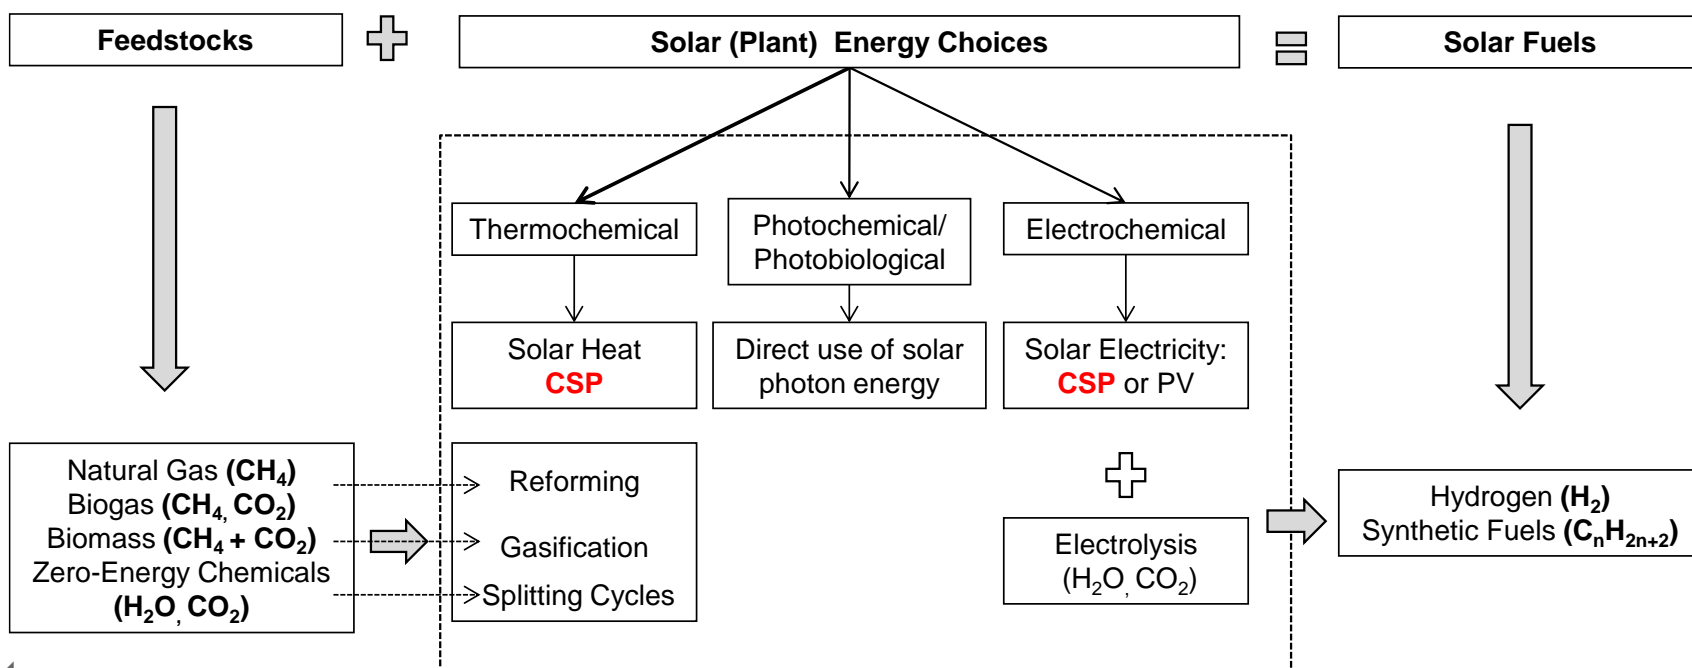 Feedstocks
Solar (Plant) Energy Choices
Solar Fuels
Thermochemical
Photochemical/
Photobiological
Electrochemical
Solar Heat
CSP
Direct use of solar
photon energy
Solar Electricity:
CSP or PV
Natural Gas (CH₄)
Biogas (CH₄, CO₂)
Biomass (CH₄ + CO₂)
Zero-Energy Chemicals
(H₂O, CO₂)
Reforming
Gasification
Splitting Cycles
Electrolysis
(H₂O, CO₂)
Hydrogen (H₂)
Synthetic Fuels (CₙH₂ₙ₊₂)